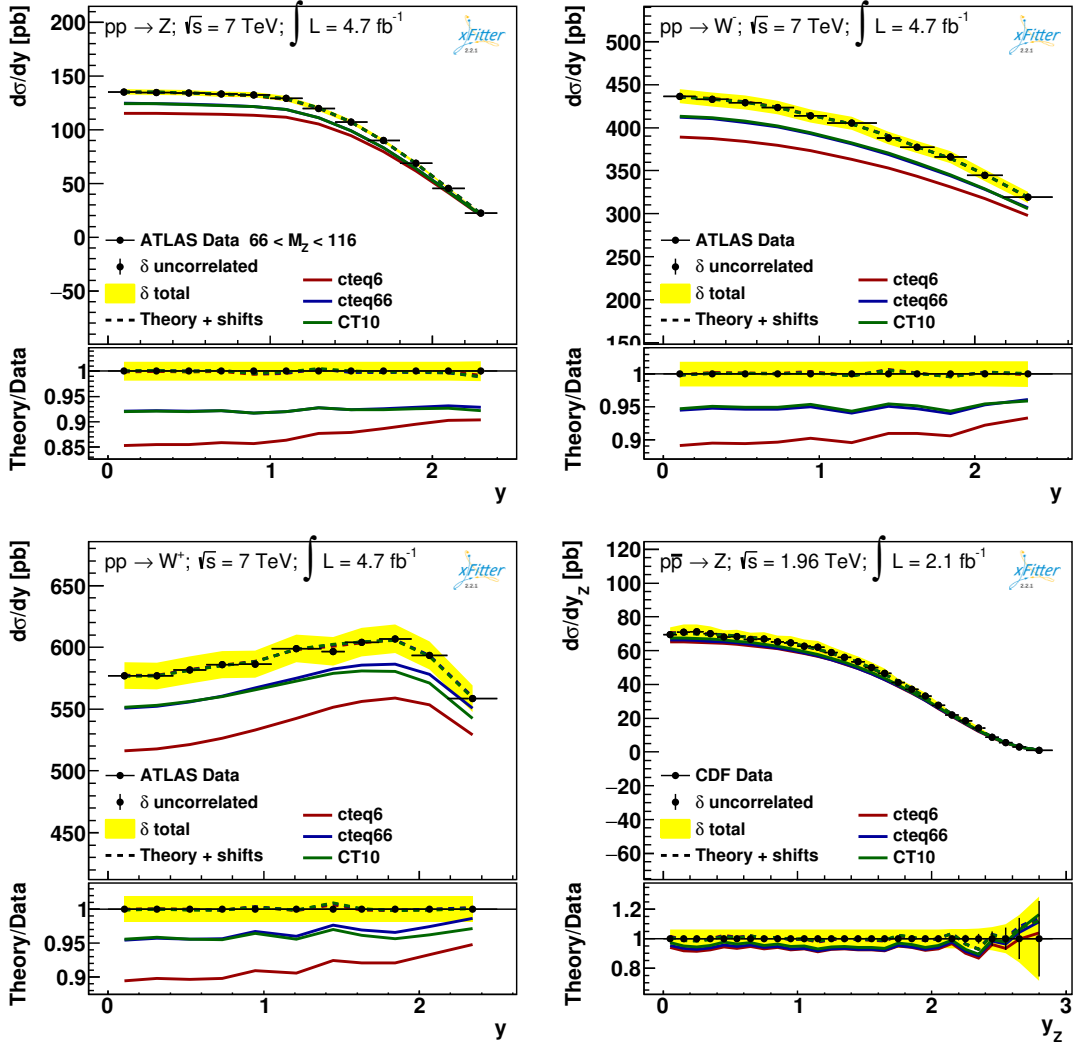 pp → Z; √s = 7 TeV; ∫ L = 4.7 fb⁻¹
xFitter
2.2.1
dσ/dy [pb]
200
150
100
50
0
−50
ATLAS Data 66 < M_Z < 116
δ uncorrelated
δ total
Theory + shifts
cteq6
cteq66
CT10
Theory/Data
1
0.95
0.9
0.85
0 1 2
y
pp → W⁻; √s = 7 TeV; ∫ L = 4.7 fb⁻¹
xFitter
2.2.1
dσ/dy [pb]
500
450
400
350
300
250
200
150
ATLAS Data
δ uncorrelated
δ total
Theory + shifts
cteq6
cteq66
CT10
Theory/Data
1
0.95
0.9
0 1 2
y
pp → W⁺; √s = 7 TeV; ∫ L = 4.7 fb⁻¹
xFitter
2.2.1
dσ/dy [pb]
650
600
550
500
450
ATLAS Data
δ uncorrelated
δ total
Theory + shifts
cteq6
cteq66
CT10
Theory/Data
1
0.95
0.9
0 1 2
y
pp̅ → Z; √s = 1.96 TeV; ∫ L = 2.1 fb⁻¹
xFitter
2.2.1
dσ/dy_Z [pb]
120
100
80
60
40
20
0
−20
−40
−60
CDF Data
δ uncorrelated
δ total
Theory + shifts
cteq6
cteq66
CT10
Theory/Data
1.2
1
0.8
0 1 2 3
y_Z